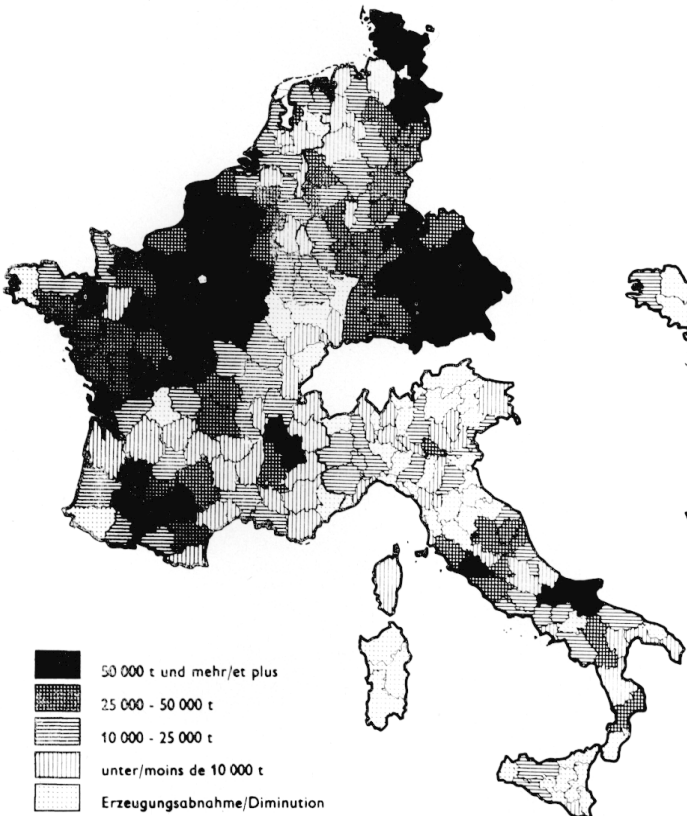 50 000 t und mehr/et plus
25 000 - 50 000 t
10 000 - 25 000 t
unter/moins de 10 000 t
Erzeugungsabnahme/Diminution